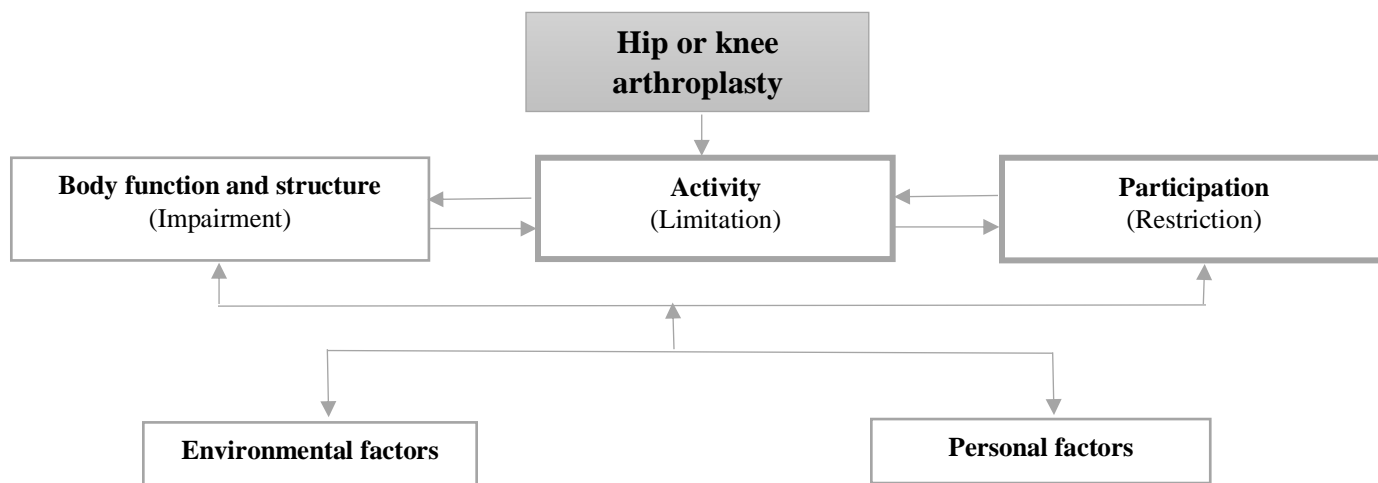 Hip or knee
arthroplasty
Body function and structure
(Impairment)
Activity
(Limitation)
Participation
(Restriction)
Environmental factors
Personal factors